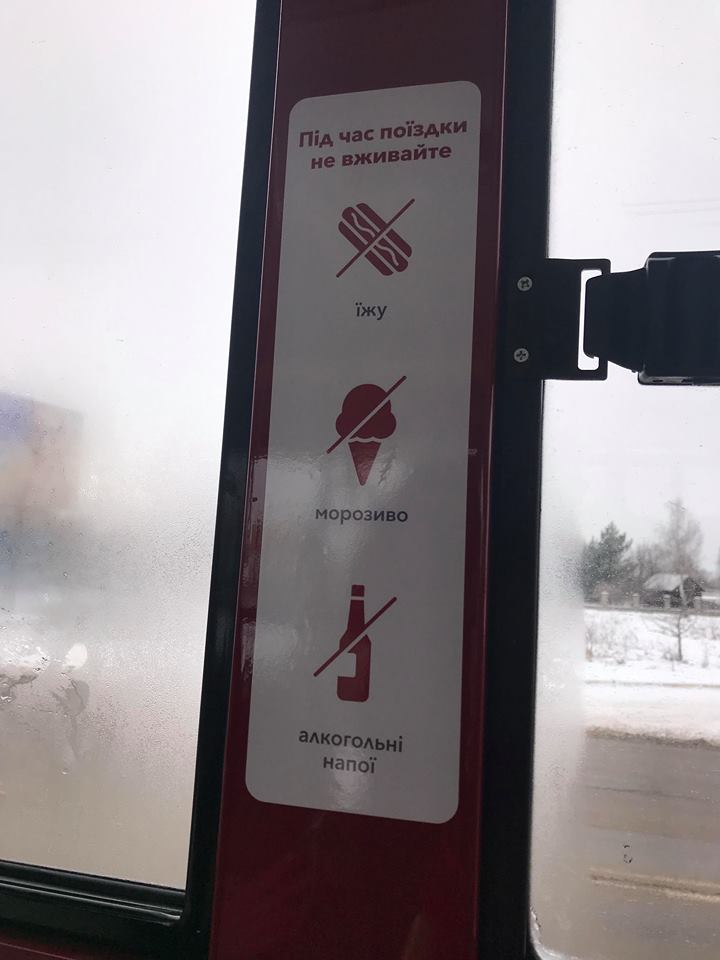 Під час поїздки
не вживайте
їжу
морозиво
алкогольні
напої